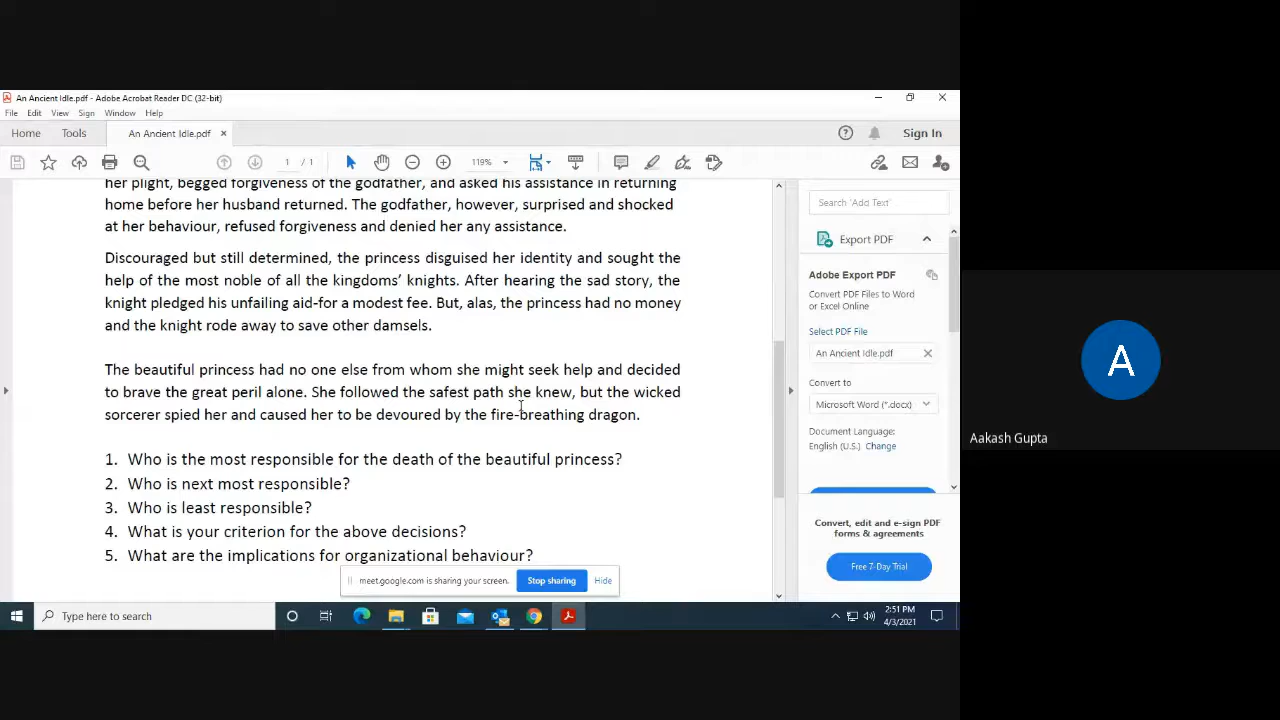 An Ancient Idle.pdf - Adobe Acrobat Reader DC (32-bit)
File Edit View Sign Window Help
Home Tools An Ancient Idle.pdf × Sign In
1 / 1 119%
her plight, begged forgiveness of the godfather, and asked his assistance in returning
home before her husband returned. The godfather, however, surprised and shocked
at her behaviour, refused forgiveness and denied her any assistance.
Discouraged but still determined, the princess disguised her identity and sought the
help of the most noble of all the kingdoms’ knights. After hearing the sad story, the
knight pledged his unfailing aid-for a modest fee. But, alas, the princess had no money
and the knight rode away to save other damsels.
The beautiful princess had no one else from whom she might seek help and decided
to brave the great peril alone. She followed the safest path she knew, but the wicked
sorcerer spied her and caused her to be devoured by the fire-breathing dragon.
1. Who is the most responsible for the death of the beautiful princess?
2. Who is next most responsible?
3. Who is least responsible?
4. What is your criterion for the above decisions?
5. What are the implications for organizational behaviour?
Search 'Add Text'
Export PDF
Adobe Export PDF
Convert PDF Files to Word
or Excel Online
Select PDF File
An Ancient Idle.pdf
Convert to
Microsoft Word (*.docx)
Document Language:
English (U.S.) Change
Convert, edit and e-sign PDF
forms & agreements
Free 7-Day Trial
meet.google.com is sharing your screen. Stop sharing Hide
Type here to search
2:51 PM
4/3/2021
A
Aakash Gupta